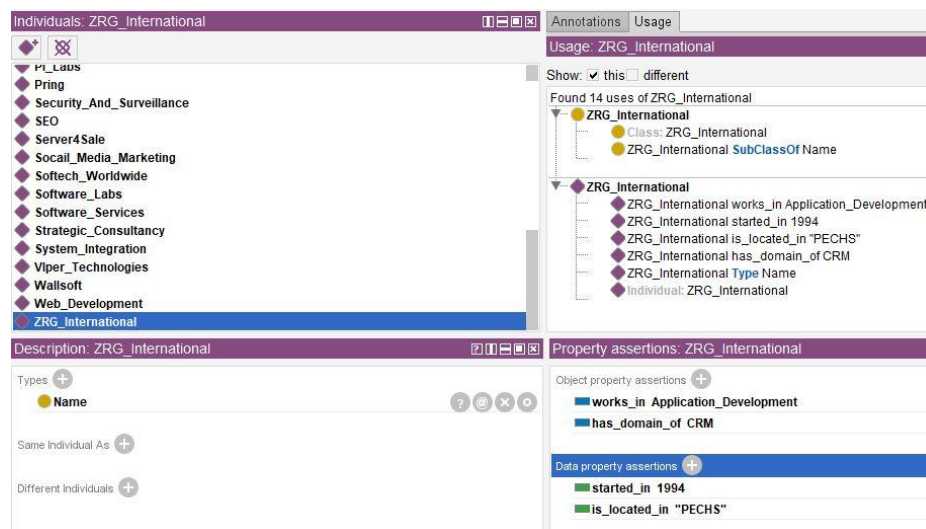 Individuals: ZRG_International
PI_Labs
Pring
Security_And_Surveillance
SEO
Server4Sale
Socail_Media_Marketing
Softech_Worldwide
Software_Labs
Software_Services
Strategic_Consultancy
System_Integration
VIper_Technologies
Wallsoft
Web_Development
ZRG_International
Annotations Usage
Usage: ZRG_International
Show: this different
Found 14 uses of ZRG_International
ZRG_International
Class: ZRG_International
ZRG_International SubClassOf Name
ZRG_International
ZRG_International works_in Application_Development
ZRG_International started_in 1994
ZRG_International is_located_in "PECHS"
ZRG_International has_domain_of CRM
ZRG_International Type Name
Individual: ZRG_International
Description: ZRG_International
Types
Name
Same Individual As
Different Individuals
Property assertions: ZRG_International
Object property assertions
works_in Application_Development
has_domain_of CRM
Data property assertions
started_in 1994
is_located_in "PECHS"